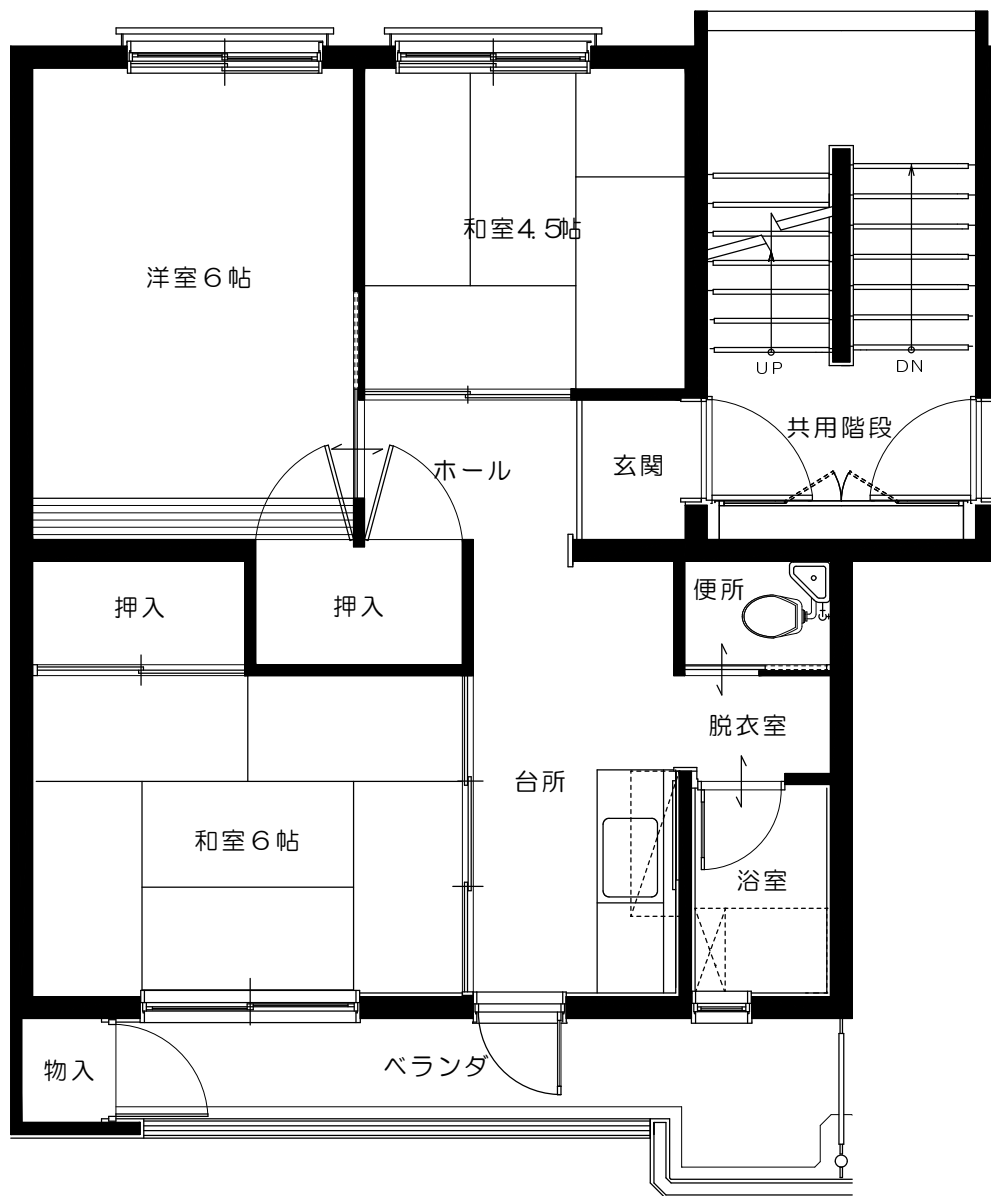 和室4.5帖
洋室6帖
UP
DN
共用階段
ホール
玄関
便所
押入
押入
脱衣室
台所
和室6帖
浴室
物入
ベランダ